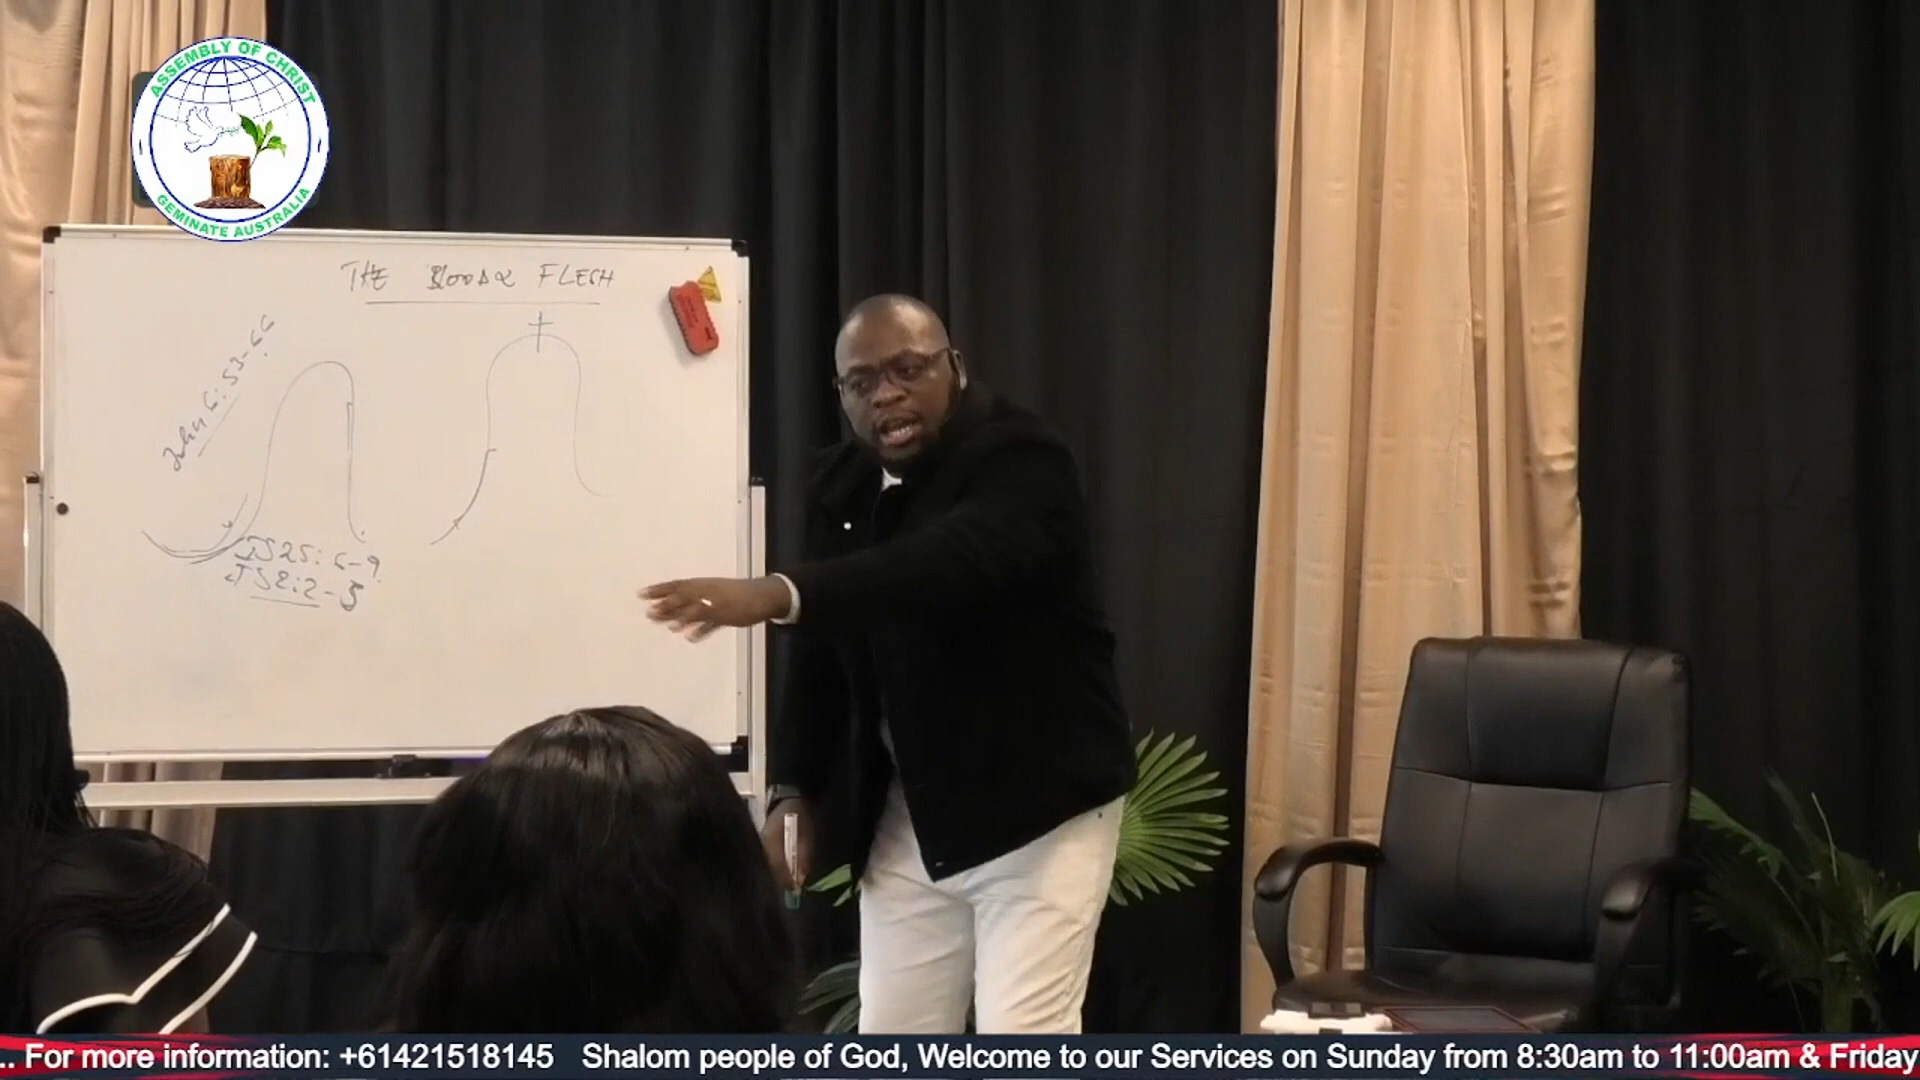 ASSEMBLY OF CHRIST
GEMINATE AUSTRALIA
THE BLOOD & FLESH
John 6: 53-66
IS 25: 6-9
IS 2:2-5
.. For more information: +61421518145 Shalom people of God, Welcome to our Services on Sunday from 8:30am to 11:00am & Friday